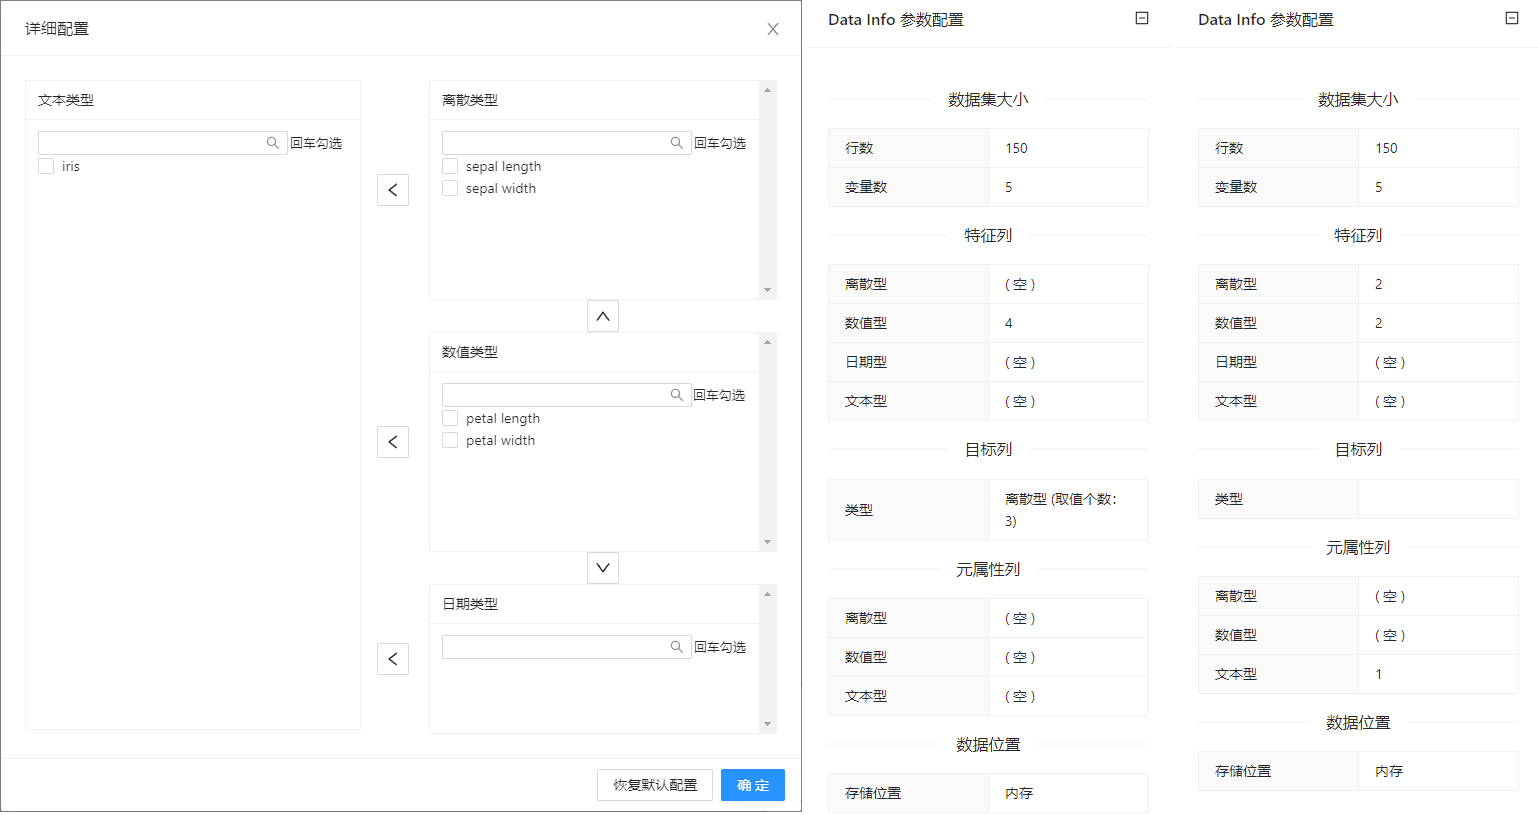 详细配置
文本类型
回车勾选
iris
离散类型
回车勾选
sepal length
sepal width
数值类型
回车勾选
petal length
petal width
日期类型
回车勾选
恢复默认配置
确 定
Data Info 参数配置
数据集大小
行数 150
变量数 5
特征列
离散型 ( 空 )
数值型 4
日期型 ( 空 )
文本型 ( 空 )
目标列
类型 离散型 (取值个数:
3)
元属性列
离散型 ( 空 )
数值型 ( 空 )
文本型 ( 空 )
数据位置
存储位置 内存
Data Info 参数配置
数据集大小
行数 150
变量数 5
特征列
离散型 2
数值型 2
日期型 ( 空 )
文本型 ( 空 )
目标列
类型
元属性列
离散型 ( 空 )
数值型 ( 空 )
文本型 1
数据位置
存储位置 内存